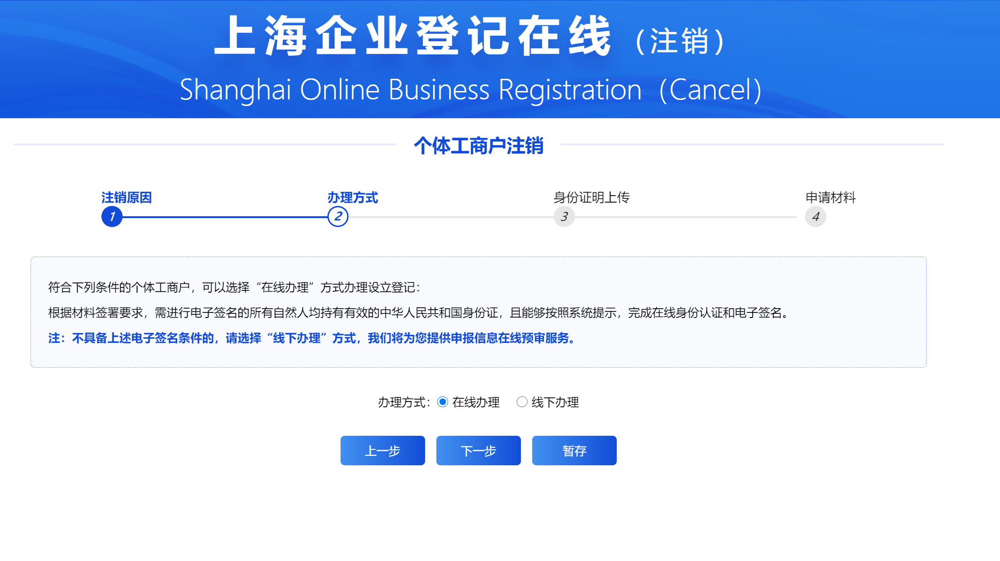 上海企业登记在线（注销）
Shanghai Online Business Registration（Cancel）
个体工商户注销
注销原因 办理方式 身份证明上传 申请材料
1 2 3 4
符合下列条件的个体工商户，可以选择“在线办理”方式办理设立登记：
根据材料签署要求，需进行电子签名的所有自然人均持有有效的中华人民共和国身份证，且能够按照系统提示，完成在线身份认证和电子签名。
注：不具备上述电子签名条件的，请选择“线下办理”方式，我们将为您提供申报信息在线预审服务。
办理方式： 在线办理 线下办理
上一步 下一步 暂存